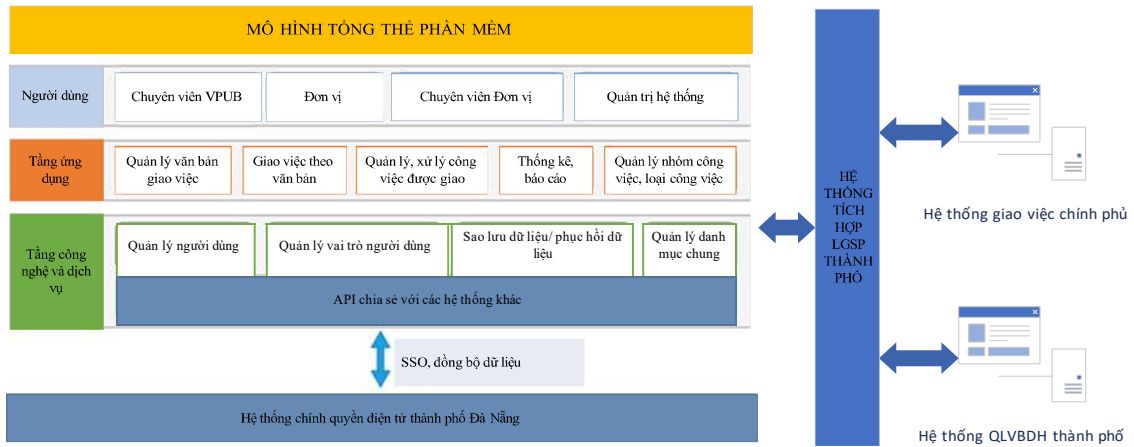 MÔ HÌNH TỔNG THỂ PHẦN MỀM
Người dùng
Chuyên viên VPUB
Đơn vị
Chuyên viên Đơn vị
Quản trị hệ thống
Tầng ứng
dụng
Quản lý văn bản
giao việc
Giao việc theo
văn bản
Quản lý, xử lý công
việc được giao
Thống kê,
báo cáo
Quản lý nhóm công
việc, loại công việc
Tầng công
nghệ và dịch
vụ
Quản lý người dùng
Quản lý vai trò người dùng
Sao lưu dữ liệu/ phục hồi dữ
liệu
Quản lý danh
mục chung
API chia sẻ với các hệ thống khác
SSO, đồng bộ dữ liệu
Hệ thống chính quyền điện tử thành phố Đà Nẵng
HỆ
THỐNG
TÍCH
HỢP
LGSP
THÀNH
PHỐ
Hệ thống giao việc chính phủ
Hệ thống QLVBDH thành phố